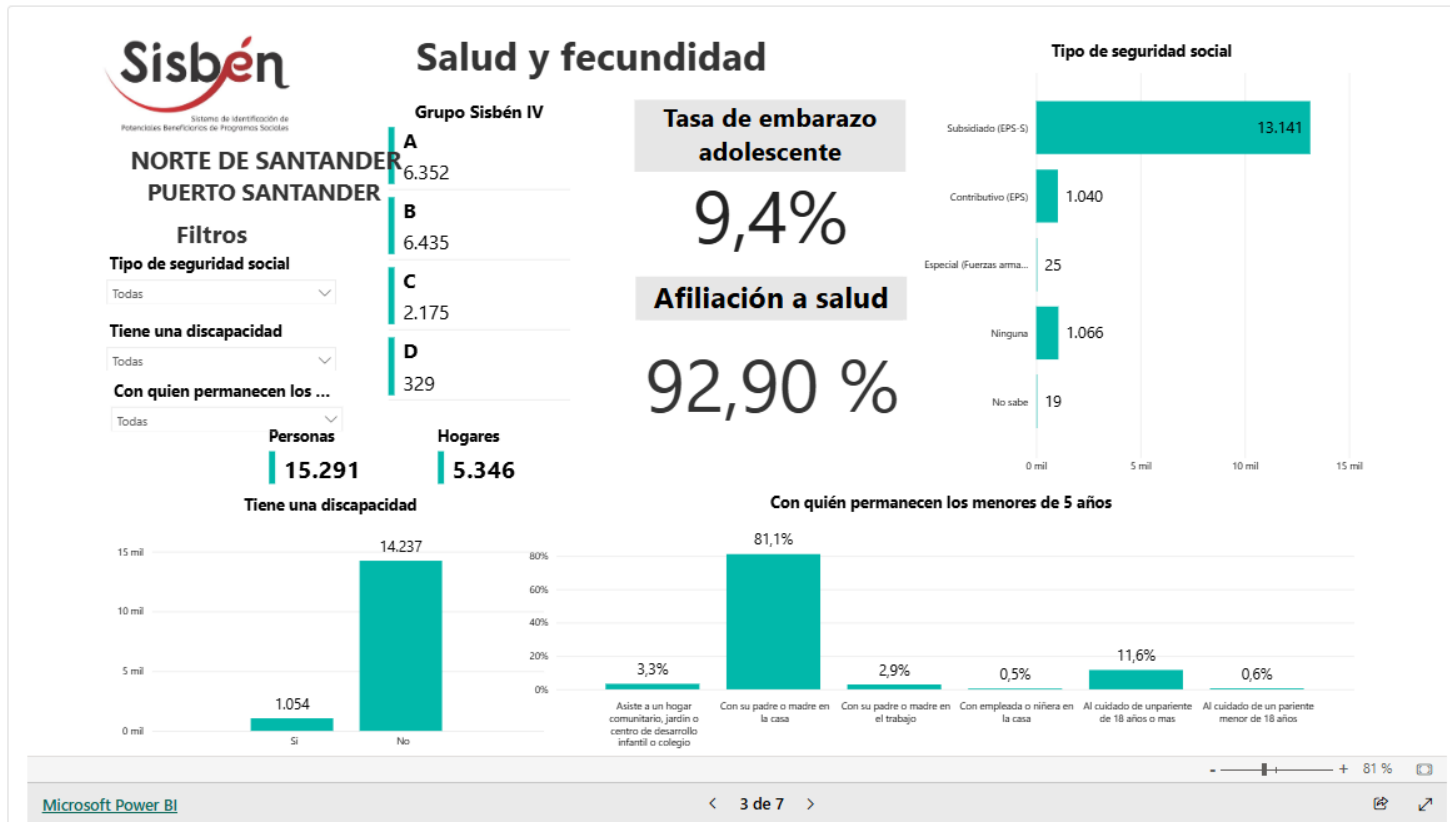 Sisbén
Sistema de Identificación de
Potenciales Beneficiarios de Programas Sociales
NORTE DE SANTANDER
PUERTO SANTANDER
Filtros
Tipo de seguridad social
Todas
Tiene una discapacidad
Todas
Con quien permanecen los ...
Todas
Salud y fecundidad
Grupo Sisbén IV
A
6.352
B
6.435
C
2.175
D
329
Tasa de embarazo
adolescente
9,4%
Afiliación a salud
92,90 %
Tipo de seguridad social
Subsidiado (EPS-S)
13.141
Contributivo (EPS)
1.040
Especial (Fuerzas arma...
25
Ninguna
1.066
No sabe
19
0 mil
5 mil
10 mil
15 mil
Personas
15.291
Hogares
5.346
Tiene una discapacidad
15 mil
10 mil
5 mil
0 mil
1.054
14.237
Si
No
Con quién permanecen los menores de 5 años
80%
60%
40%
20%
0%
3,3%
81,1%
2,9%
0,5%
11,6%
0,6%
Asiste a un hogar
comunitario, jardin o
centro de desarrollo
infantil o colegio
Con su padre o madre en
la casa
Con su padre o madre en
el trabajo
Con empleada o niñera en
la casa
Al cuidado de unpariente
de 18 años o mas
Al cuidado de un pariente
menor de 18 años
- + 81 %
Microsoft Power BI
< 3 de 7 >